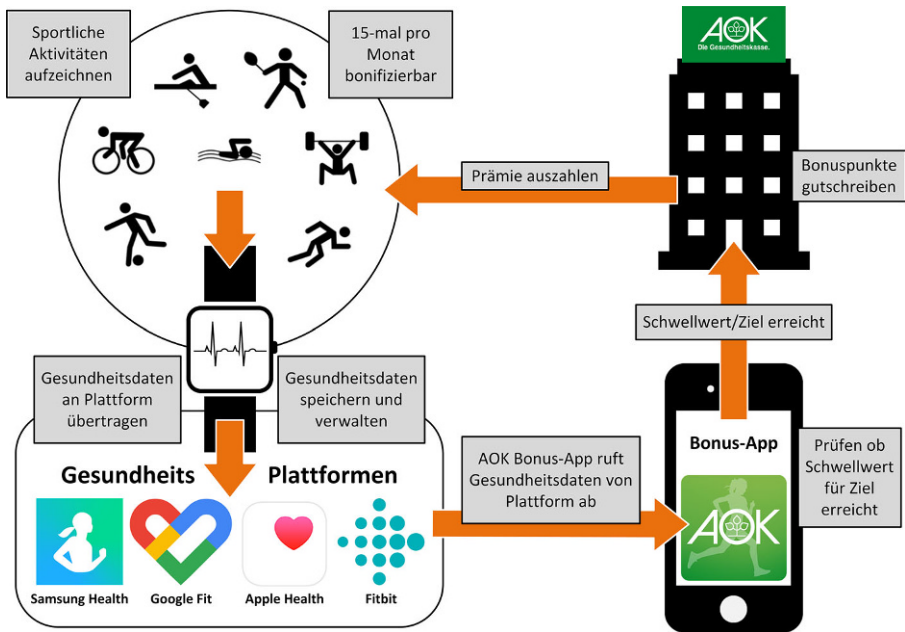 Sportliche
Aktivitäten
aufzeichnen
15-mal pro
Monat
bonifizierbar
AOK
Die Gesundheitskasse.
Prämie auszahlen
Bonuspunkte
gutschreiben
Schwellwert/Ziel erreicht
Gesundheitsdaten
an Plattform
übertragen
Gesundheitsdaten
speichern und
verwalten
Gesundheits Plattformen
Samsung Health
Google Fit
Apple Health
Fitbit
AOK Bonus-App ruft
Gesundheitsdaten von
Plattform ab
Bonus-App
AOK
Prüfen ob
Schwellwert
für Ziel
erreicht